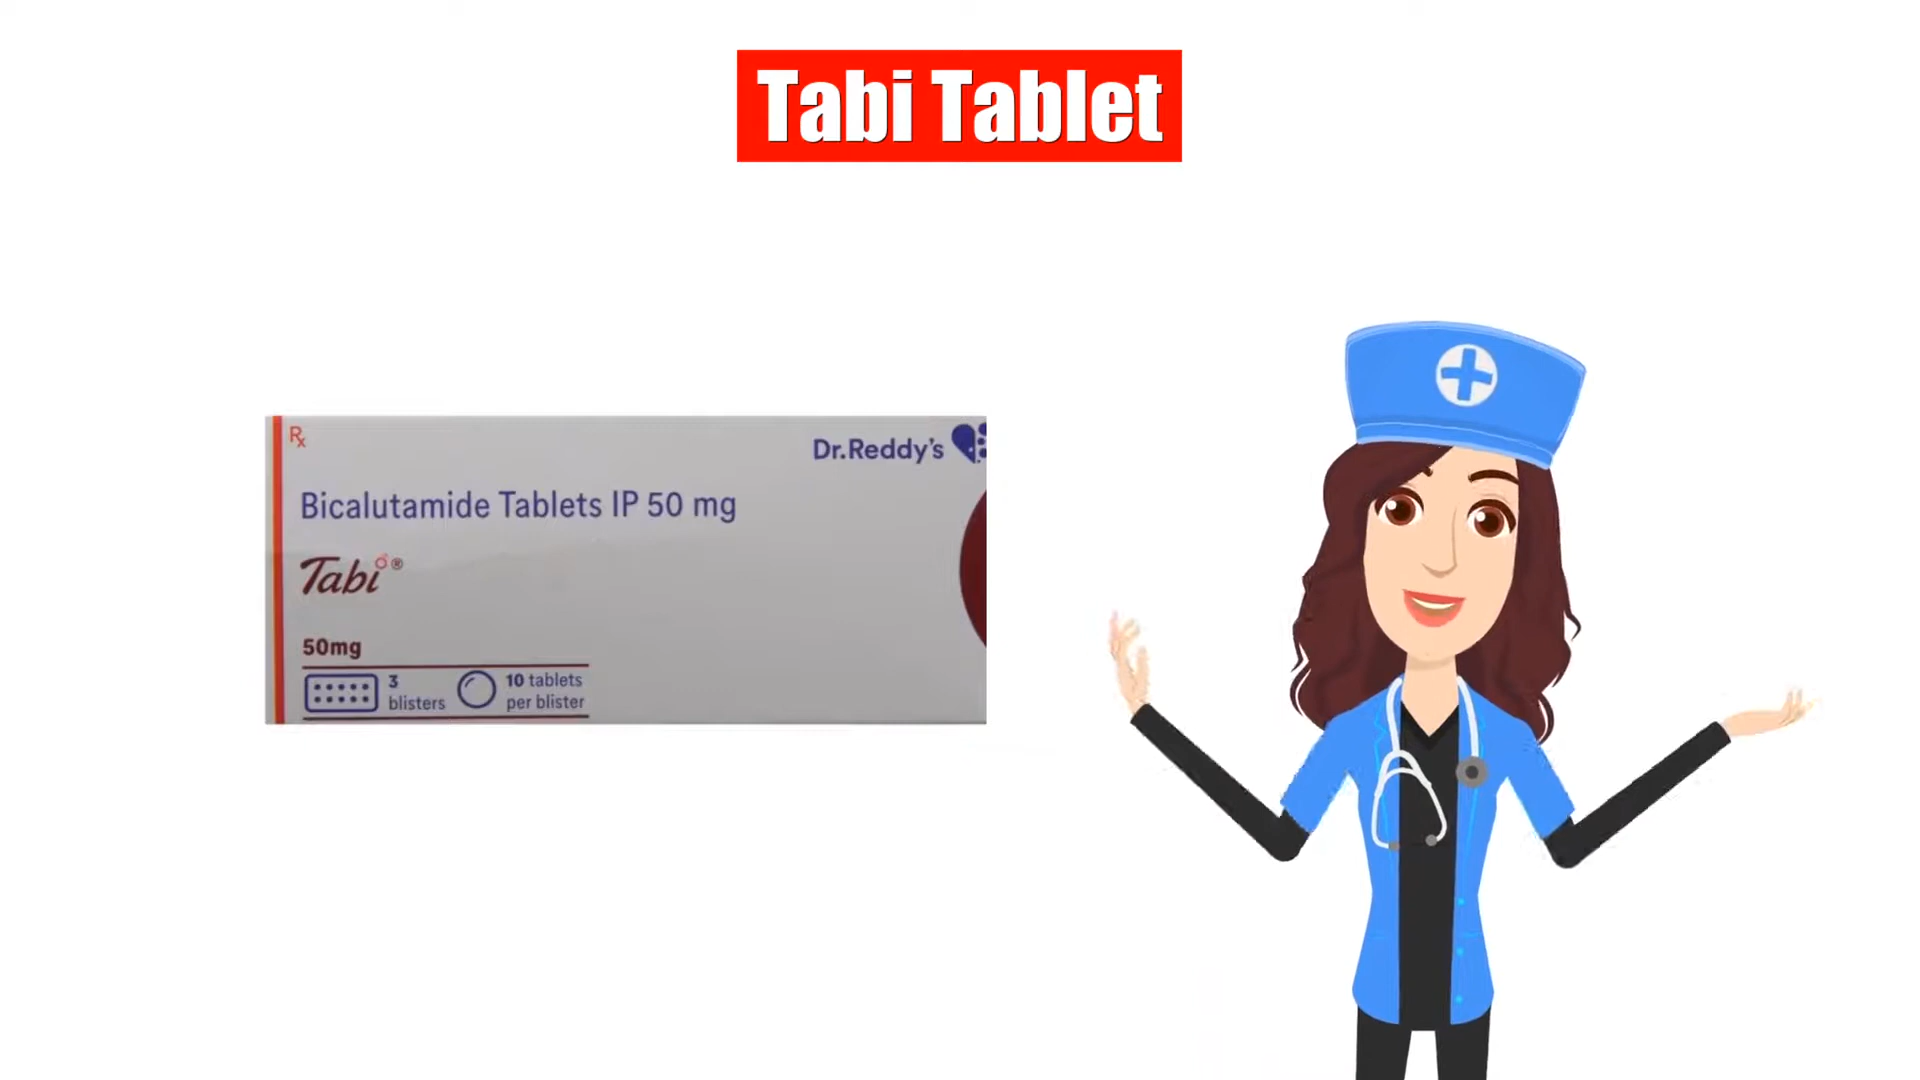 Tabi Tablet
Rx
Dr.Reddy's
Bicalutamide Tablets IP 50 mg
Tabi®
50mg
3 blisters
10 tablets per blister